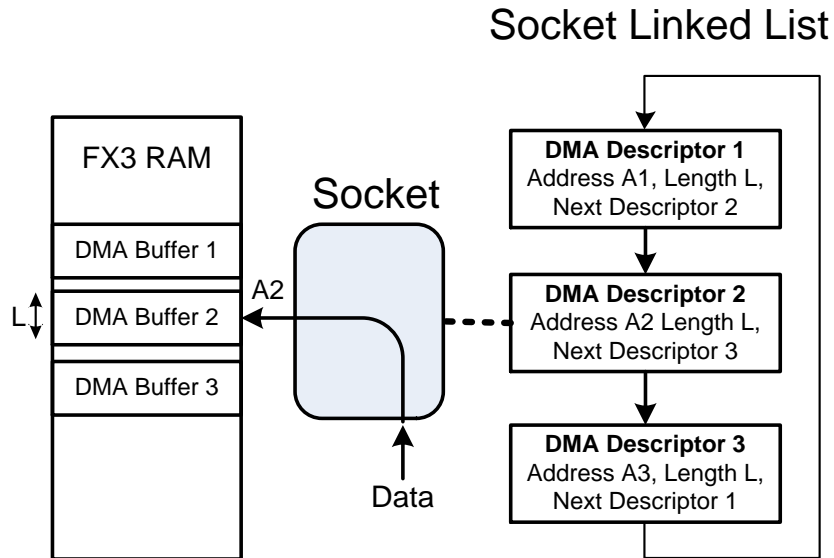 Socket Linked List
FX3 RAM
DMA Buffer 1
DMA Buffer 2
DMA Buffer 3
L
A2
Socket
Data
DMA Descriptor 1
Address A1, Length L,
Next Descriptor 2
DMA Descriptor 2
Address A2 Length L,
Next Descriptor 3
DMA Descriptor 3
Address A3, Length L,
Next Descriptor 1